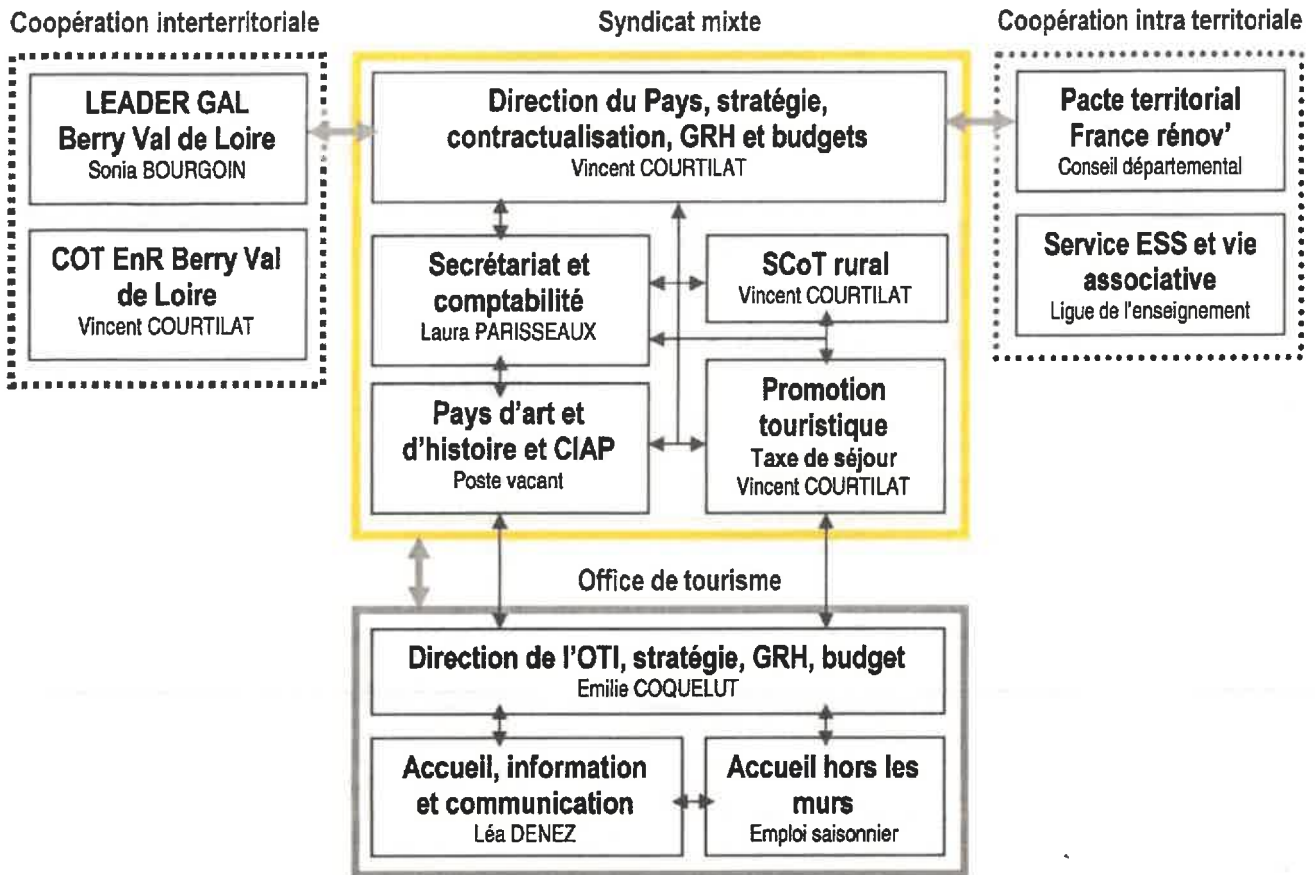 Coopération interterritoriale
Syndicat mixte
Coopération intra territoriale
LEADER GAL
Berry Val de Loire
Sonia BOURGOIN
COT EnR Berry Val
de Loire
Vincent COURTILAT
Direction du Pays, stratégie,
contractualisation, GRH et budgets
Vincent COURTILAT
Secrétariat et
comptabilité
Laura PARISSEAUX
SCoT rural
Vincent COURTILAT
Pays d'art et
d'histoire et CIAP
Poste vacant
Promotion
touristique
Taxe de séjour
Vincent COURTILAT
Pacte territorial
France rénov'
Conseil départemental
Service ESS et vie
associative
Ligue de l'enseignement
Office de tourisme
Direction de l'OTI, stratégie, GRH, budget
Emilie COQUELUT
Accueil, information
et communication
Léa DENEZ
Accueil hors les
murs
Emploi saisonnier